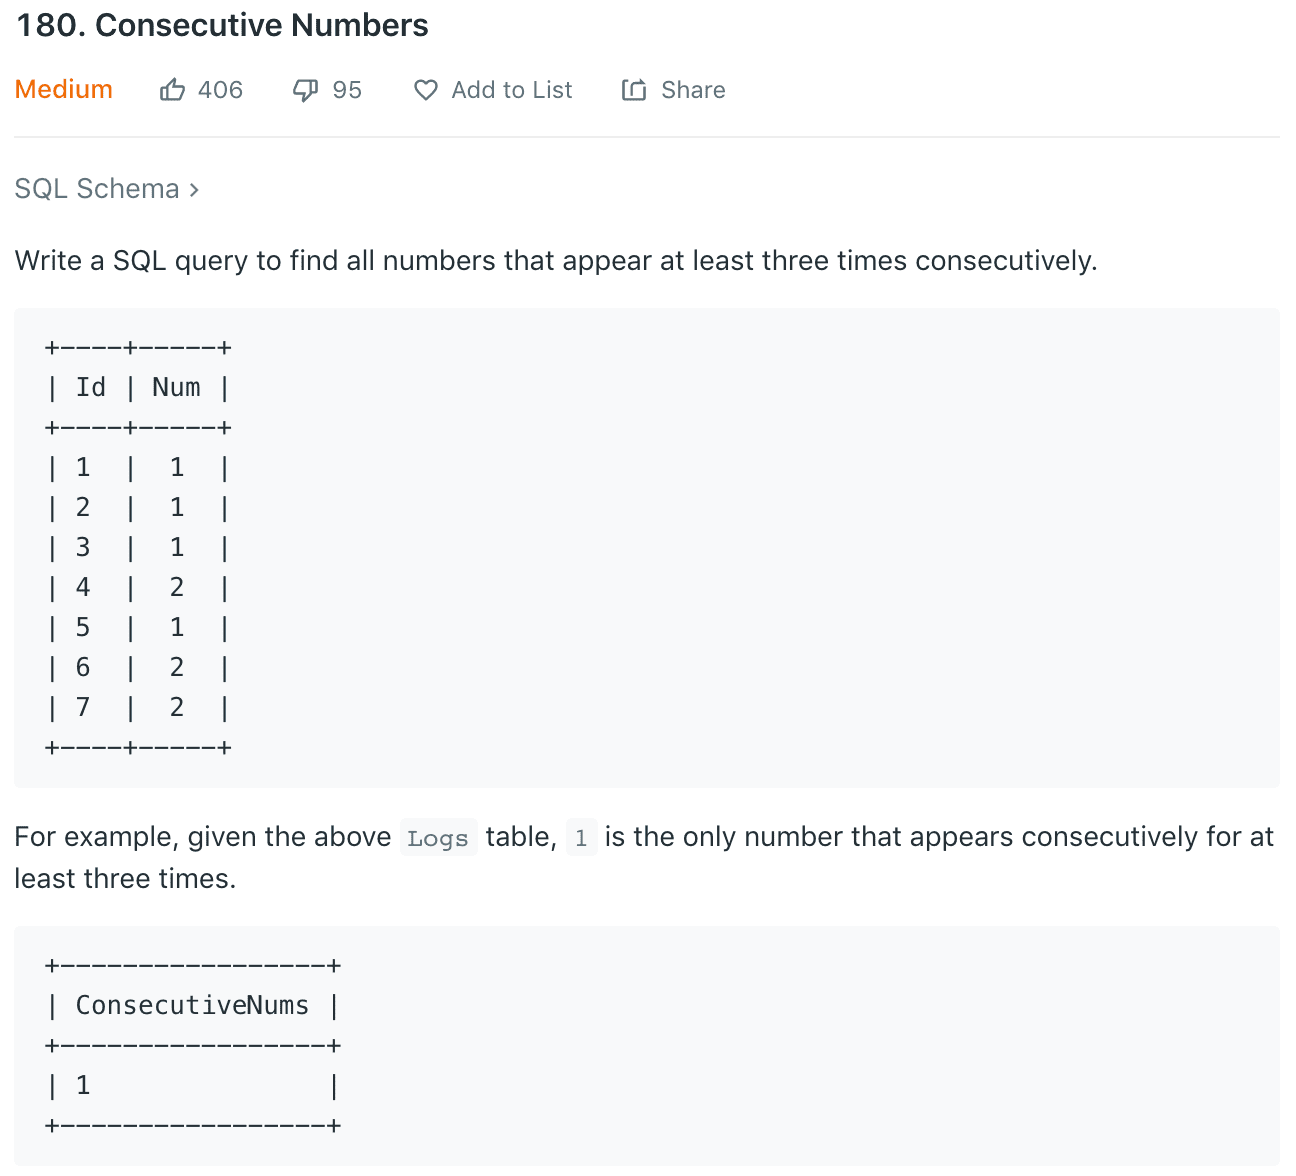 180. Consecutive Numbers
Medium 406 95 Add to List Share
SQL Schema >
Write a SQL query to find all numbers that appear at least three times consecutively.
+----+-----+
| Id | Num |
+----+-----+
| 1  |  1  |
| 2  |  1  |
| 3  |  1  |
| 4  |  2  |
| 5  |  1  |
| 6  |  2  |
| 7  |  2  |
+----+-----+
For example, given the above Logs table, 1 is the only number that appears consecutively for at
least three times.
+-----------------+
| ConsecutiveNums |
+-----------------+
| 1               |
+-----------------+